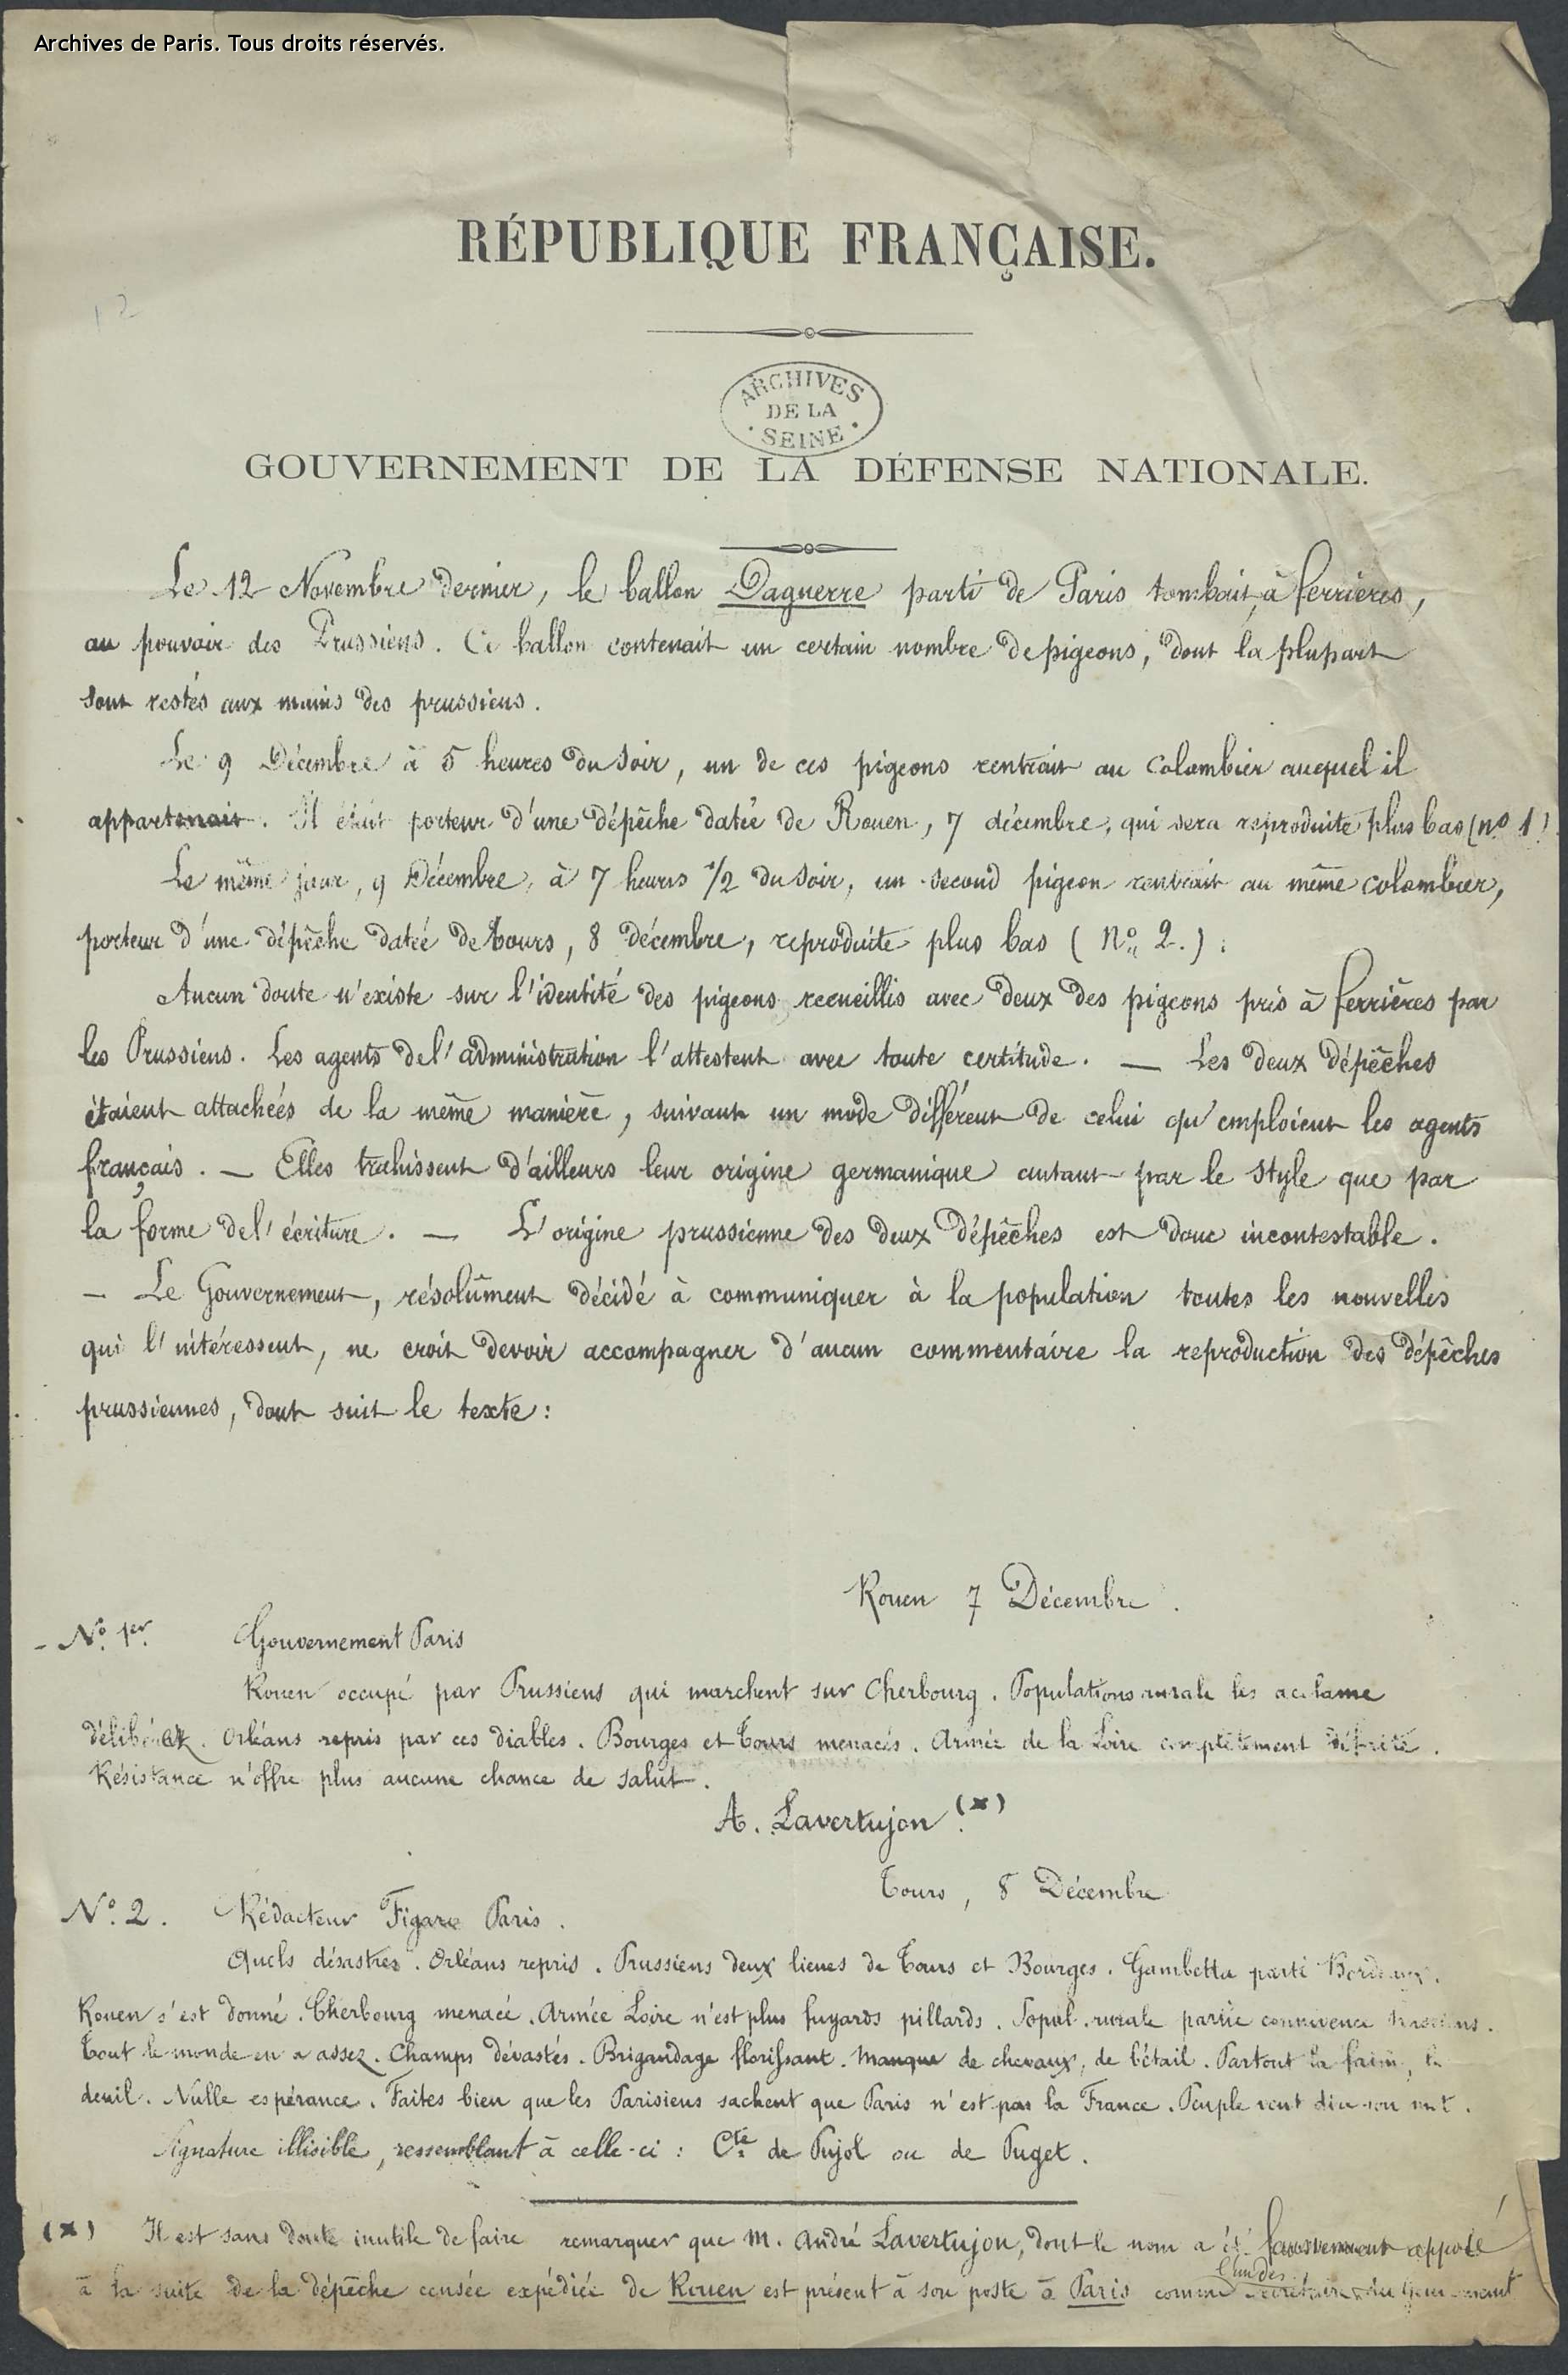 Archives de Paris. Tous droits réservés.
12
RÉPUBLIQUE FRANÇAISE.
ARCHIVES
DE LA
SEINE
GOUVERNEMENT DE LA DÉFENSE NATIONALE.
Le 12 Novembre dernier, le ballon Daguerre parti de Paris tombait, à ferrières,
au pouvoir des Prussiens. Ce ballon contenait un certain nombre de pigeons, dont la plupart
sont restés aux mains des prussiens.
Le 9 Décembre à 5 heures du soir, un de ces pigeons rentrait au colombier auquel il
appartenait. Il était porteur d'une dépêche datée de Rouen, 7 décembre, qui sera reproduite plus bas (no 1)
Le même jour, 9 Décembre, à 7 heures 1/2 du soir, un second pigeon rentrait au même colombier,
porteur d'une dépêche datée de Tours, 8 décembre, reproduite plus bas (No 2.).
Aucun doute n'existe sur l'identité des pigeons recueillis avec deux des pigeons pris à ferrières par
les Prussiens. Les agents de l'administration l'attestent avec toute certitude. — Les deux dépêches
étaient attachées de la même manière, suivant un mode différent de celui qu'emploient les agents
français. — Elles trahissent d'ailleurs leur origine germanique autant par le style que par
la forme de l'écriture. — L'origine prussienne des deux dépêches est donc incontestable.
— Le Gouvernement, résolûment décidé à communiquer à la population toutes les nouvelles
qui l'intéressent, ne croit devoir accompagner d'aucun commentaire la reproduction des dépêches
prussiennes, dont suit le texte:
Rouen 7 Décembre.
- No. 1er. Gouvernement Paris
Rouen occupé par Prussiens qui marchent sur Cherbourg. Populations rurale les acclame
. Orléans repris par ces diables. Bourges et Tours menacés. Armée de la Loire complètement défaite.
Résistance n'offre plus aucune chance de salut.
A. Lavertujon (x)
Tours, 8 Décembre
No. 2. Rédacteur Figaro Paris.
Quels désastres. Orléans repris. Prussiens deux lieues de Tours et Bourges. Gambetta parti Bordeaux.
Rouen s'est donné. Cherbourg menacé. Armée Loire n'est plus fuyards pillards. Popul. rurale partie connivence Prussiens.
Tout le monde en a assez. Champs dévastés. Brigandage florissant. Manque de chevaux, de bétail. Partout la faim, le
deuil. Nulle espérance. Faites bien que les Parisiens sachent que Paris n'est pas la France. Peuple veut dire son mot.
Signature illisible, ressemblant à celle-ci: Cte de Pujol ou de Puget.
(x) Il est sans doute inutile de faire remarquer que M. André Lavertujon, dont le nom a été faussement apposé
à la suite de la dépêche censée expédiée de Rouen est présent à son poste à Paris comme l'un des secrétaires du Gouvernement